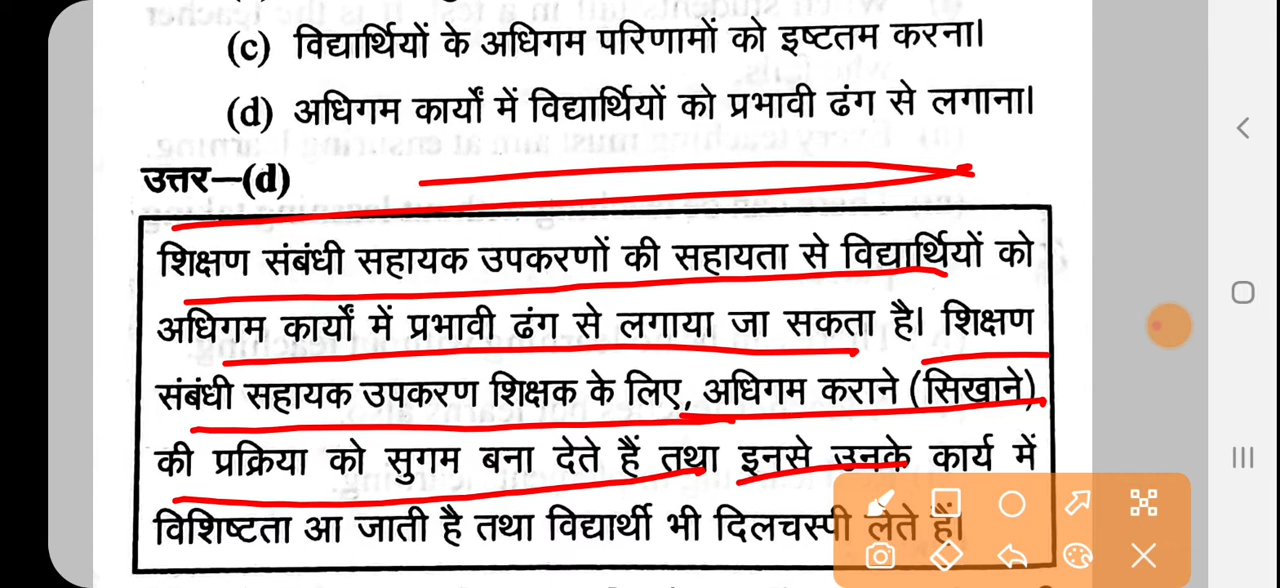 (c) विद्यार्थियों के अधिगम परिणामों को इष्टतम करना।
(d) अधिगम कार्यों में विद्यार्थियों को प्रभावी ढंग से लगाना।
उत्तर–(d)
शिक्षण संबंधी सहायक उपकरणों की सहायता से विद्यार्थियों को
अधिगम कार्यों में प्रभावी ढंग से लगाया जा सकता है। शिक्षण
संबंधी सहायक उपकरण शिक्षक के लिए, अधिगम कराने (सिखाने)
की प्रक्रिया को सुगम बना देते हैं तथा इनसे उनके कार्य में
विशिष्टता आ जाती है तथा विद्यार्थी भी दिलचस्पी लेते हैं।